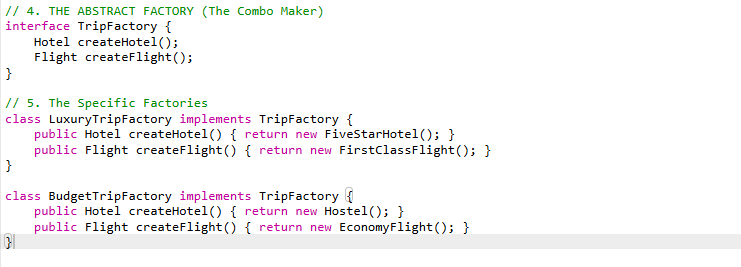 // 4. THE ABSTRACT FACTORY (The Combo Maker)
interface TripFactory {
    Hotel createHotel();
    Flight createFlight();
}

// 5. The Specific Factories
class LuxuryTripFactory implements TripFactory {
    public Hotel createHotel() { return new FiveStarHotel(); }
    public Flight createFlight() { return new FirstClassFlight(); }
}

class BudgetTripFactory implements TripFactory {
    public Hotel createHotel() { return new Hostel(); }
    public Flight createFlight() { return new EconomyFlight(); }
}